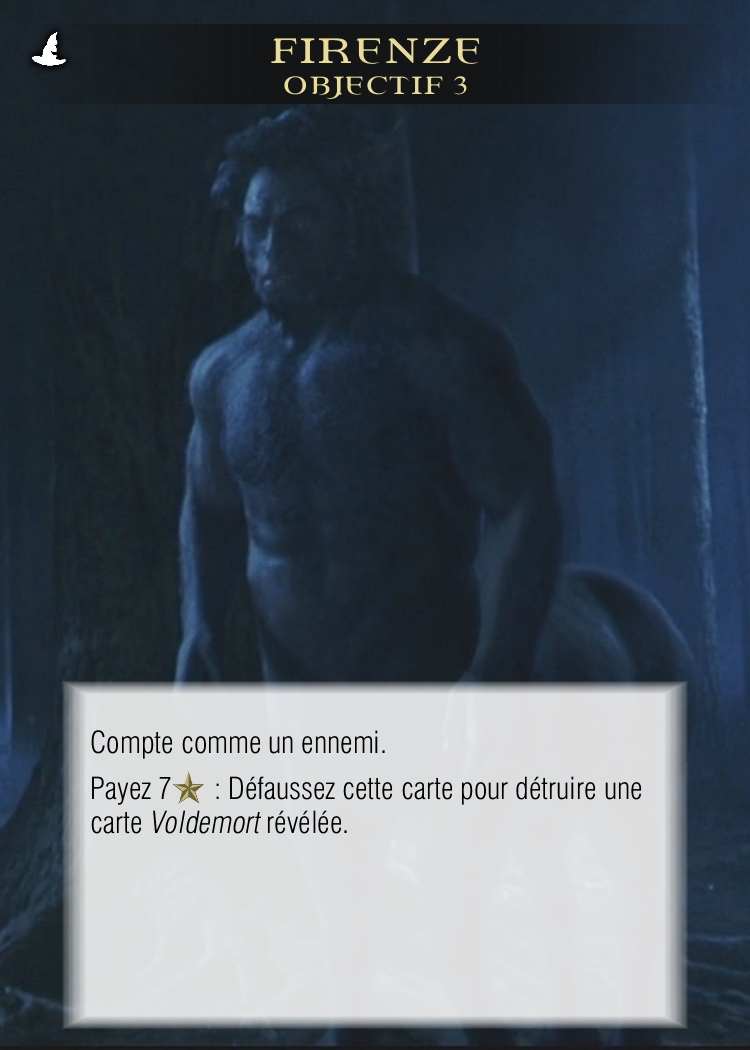 FIRENZE
OBJECTIF 3
Compte comme un ennemi.
Payez 7★ : Défaussez cette carte pour détruire une
carte Voldemort révélée.